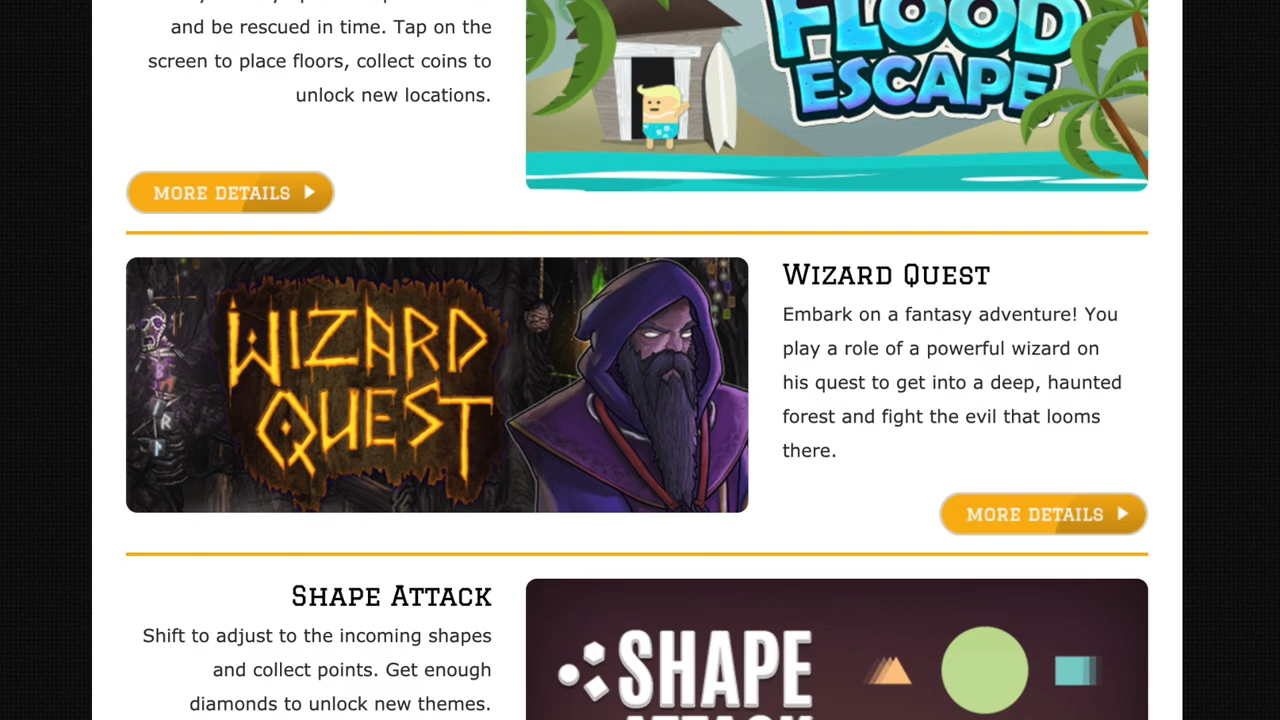 and be rescued in time. Tap on the
screen to place floors, collect coins to
unlock new locations.
MORE DETAILS
FLOOD
ESCAPE
WIZARD
QUEST
Wizard Quest
Embark on a fantasy adventure! You
play a role of a powerful wizard on
his quest to get into a deep, haunted
forest and fight the evil that looms
there.
MORE DETAILS
Shape Attack
Shift to adjust to the incoming shapes
and collect points. Get enough
diamonds to unlock new themes.
SHAPE
ATTACK